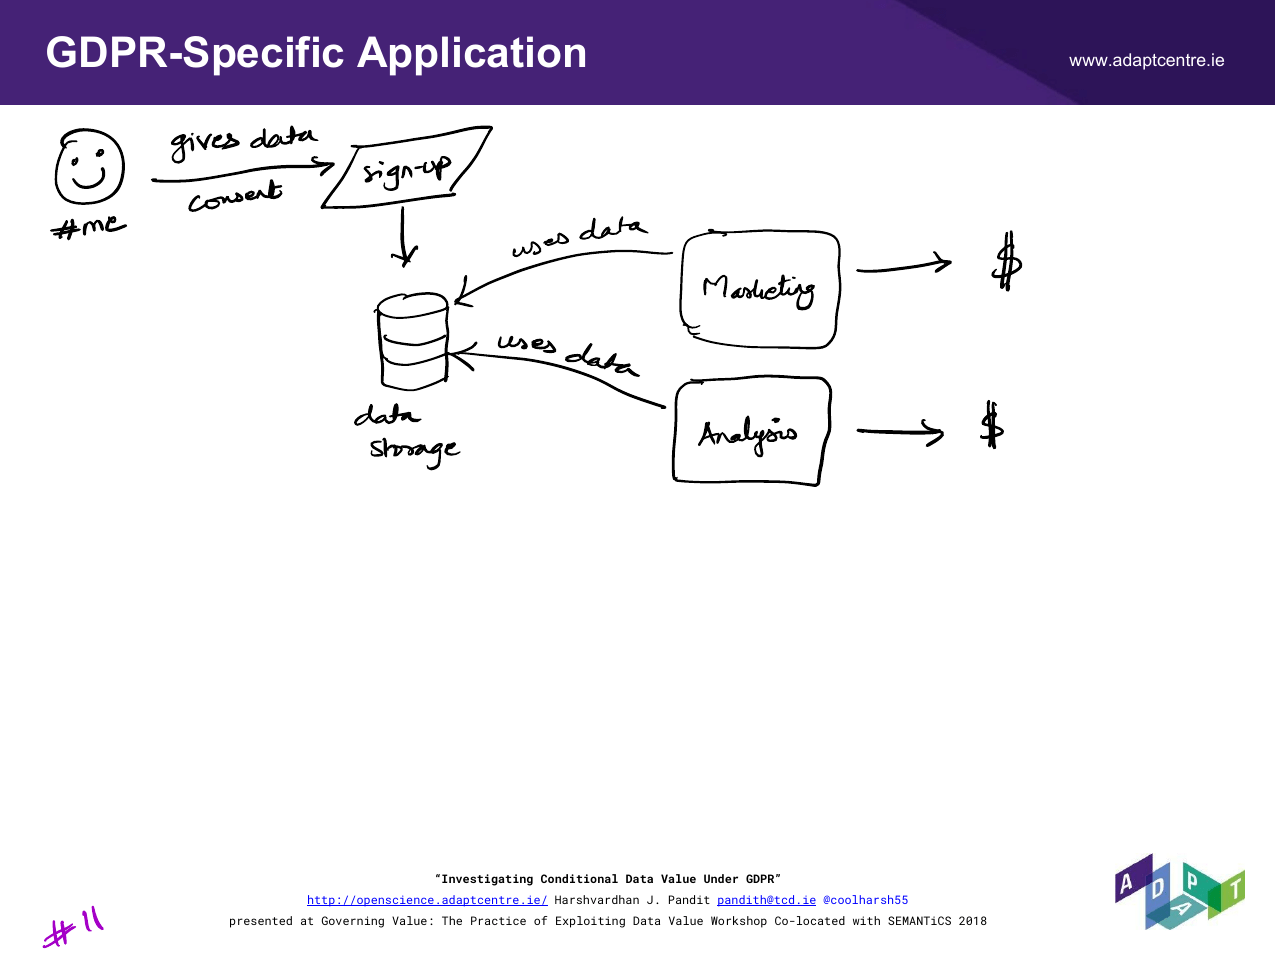 GDPR-Specific Application
www.adaptcentre.ie
gives data
consent
#me
sign-up
uses data
Marketing
$
uses data
Analysis
$
data
storage
“Investigating Conditional Data Value Under GDPR”
http://openscience.adaptcentre.ie/ Harshvardhan J. Pandit pandith@tcd.ie @coolharsh55
presented at Governing Value: The Practice of Exploiting Data Value Workshop Co-located with SEMANTiCS 2018
#11
ADAPT